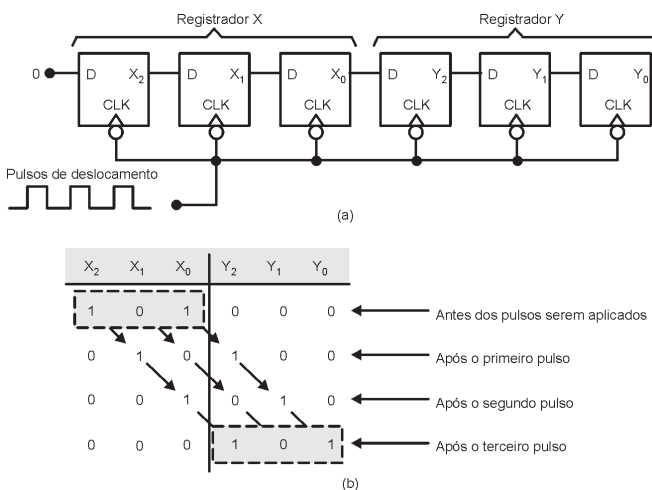 Registrador X Registrador Y
0 D X₂ D X₁ D X₀ D Y₂ D Y₁ D Y₀
CLK CLK CLK CLK CLK CLK
Pulsos de deslocamento
(a)
X₂ X₁ X₀ Y₂ Y₁ Y₀
1 0 1 0 0 0 Antes dos pulsos serem aplicados
0 1 0 1 0 0 Após o primeiro pulso
0 0 1 0 1 0 Após o segundo pulso
0 0 0 1 0 1 Após o terceiro pulso
(b)